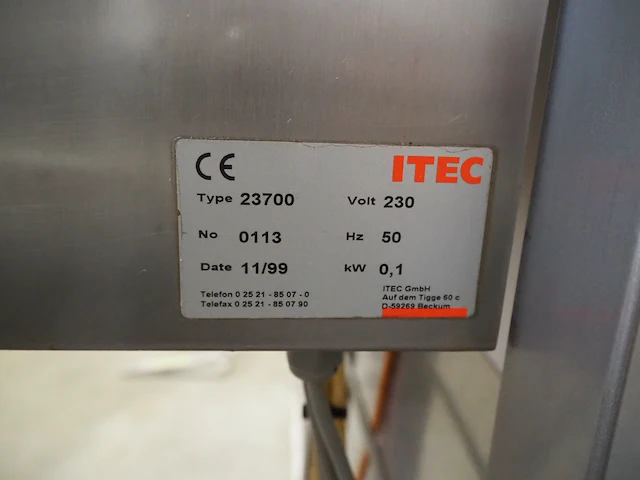 CE ITEC
Type 23700 Volt 230
No 0113 Hz 50
Date 11/99 kW 0,1
Telefon 0 25 21 - 85 07 - 0
Telefax 0 25 21 - 85 07 90
ITEC GmbH
Auf dem Tigge 60 c
D-59269 Beckum